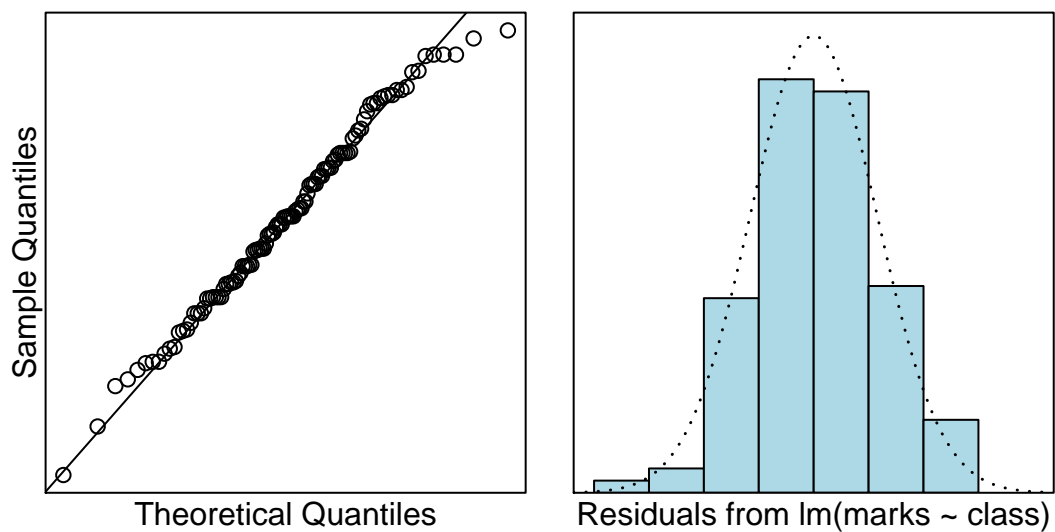 Sample Quantiles
Theoretical Quantiles
Residuals from lm(marks ~ class)